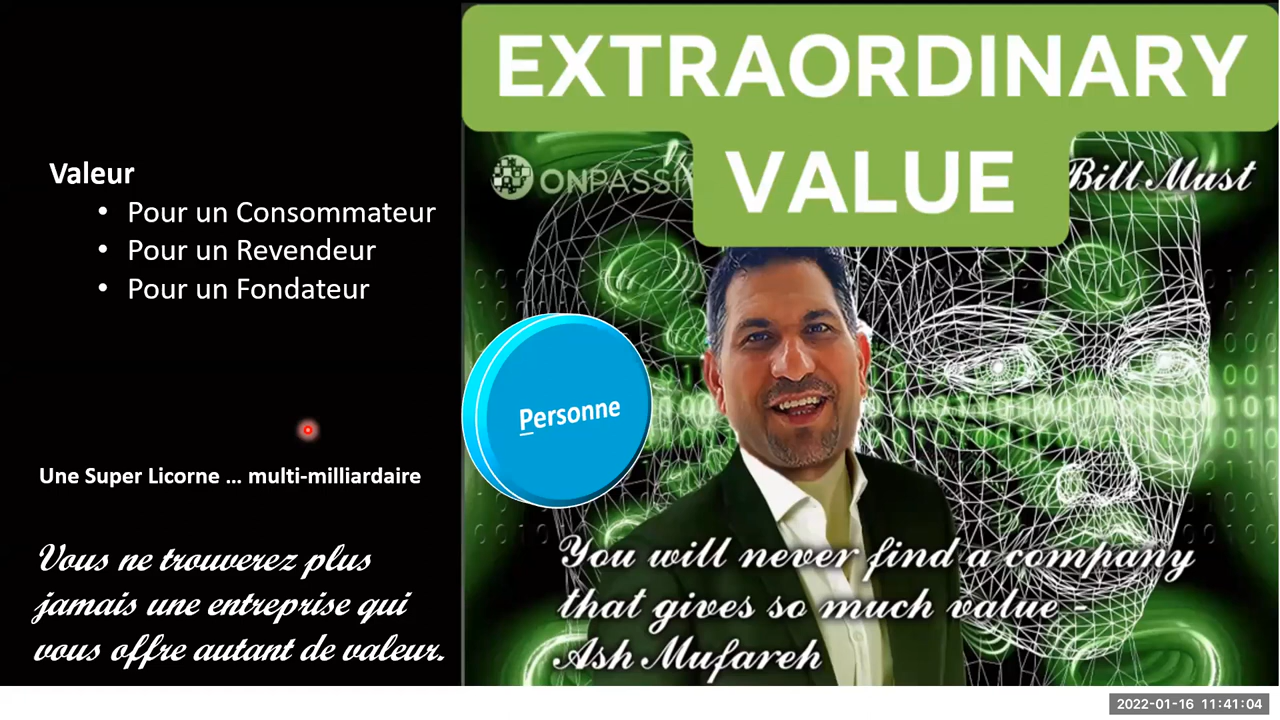 EXTRAORDINARY
VALUE
ONPASSI
Bill Must
Valeur
• Pour un Consommateur
• Pour un Revendeur
• Pour un Fondateur
Personne
Une Super Licorne ... multi-milliardaire
Vous ne trouverez plus
jamais une entreprise qui
vous offre autant de valeur.
You will never find a company
that gives so much value -
Ash Mufareh
2022-01-16 11:41:04